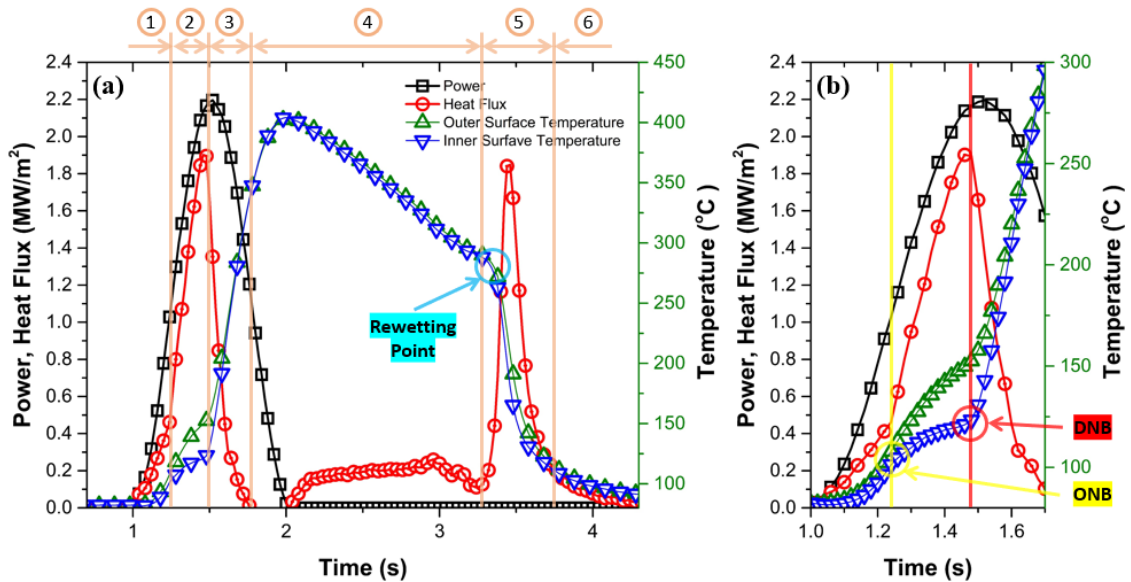 ① ② ③ ④ ⑤ ⑥
(a)
Power
Heat Flux
Outer Surface Temperature
Inner Surfave Temperature
Rewetting
Point
Power, Heat Flux (MW/m²)
2.4
2.2
2.0
1.8
1.6
1.4
1.2
1.0
0.8
0.6
0.4
0.2
0.0
1 2 3 4
Time (s)
450
400
350
300
250
200
150
100
Temperature (°C)
(b)
Power, Heat Flux (MW/m²)
2.4
2.2
2.0
1.8
1.6
1.4
1.2
1.0
0.8
0.6
0.4
0.2
0.0
1.0 1.2 1.4 1.6
Time (s)
300
250
200
150
100
Temperature (°C)
DNB
ONB